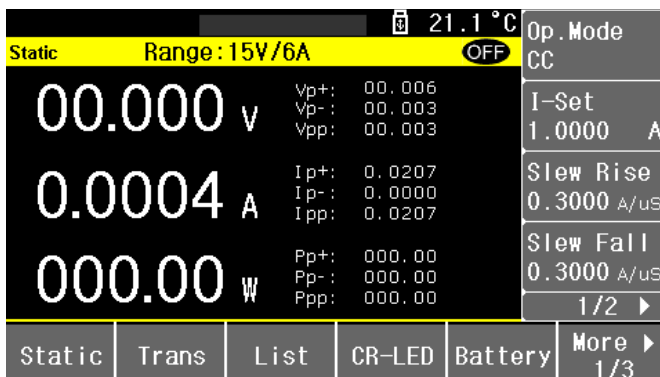 21.1°C
Static Range:15V/6A OFF
00.000 V
Vp+: 00.006
Vp-: 00.003
Vpp: 00.003
0.0004 A
Ip+: 0.0207
Ip-: 0.0000
Ipp: 0.0207
000.00 W
Pp+: 000.00
Pp-: 000.00
Ppp: 000.00
Op.Mode
CC
I-Set
1.0000 A
Slew Rise
0.3000 A/uS
Slew Fall
0.3000 A/uS
1/2
Static Trans List CR-LED Battery More
1/3